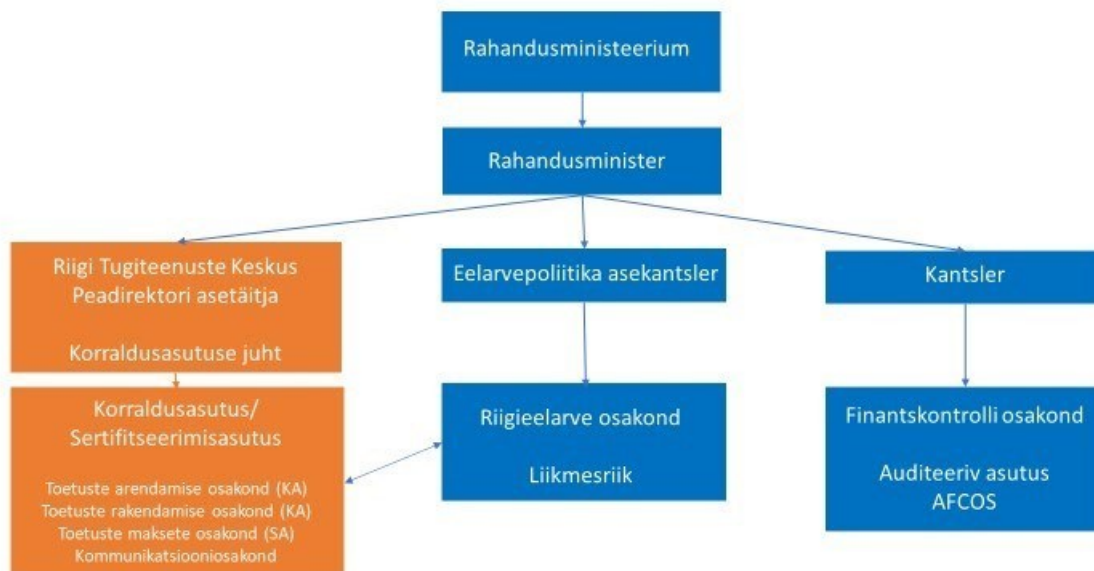 Rahandusministeerium
Rahandusminister
Riigi Tugiteenuste Keskus
Peadirektori asetäitja
Korraldusasutuse juht
Eelarvepoliitika asekantsler
Kantsler
Korraldusasutus/
Sertifitseerimisasutus
Toetuste arendamise osakond (KA)
Toetuste rakendamise osakond (KA)
Toetuste maksete osakond (SA)
Kommunikatsiooniosakond
Riigieelarve osakond
Liikmesriik
Finantskontrolli osakond
Auditeeriv asutus
AFCOS